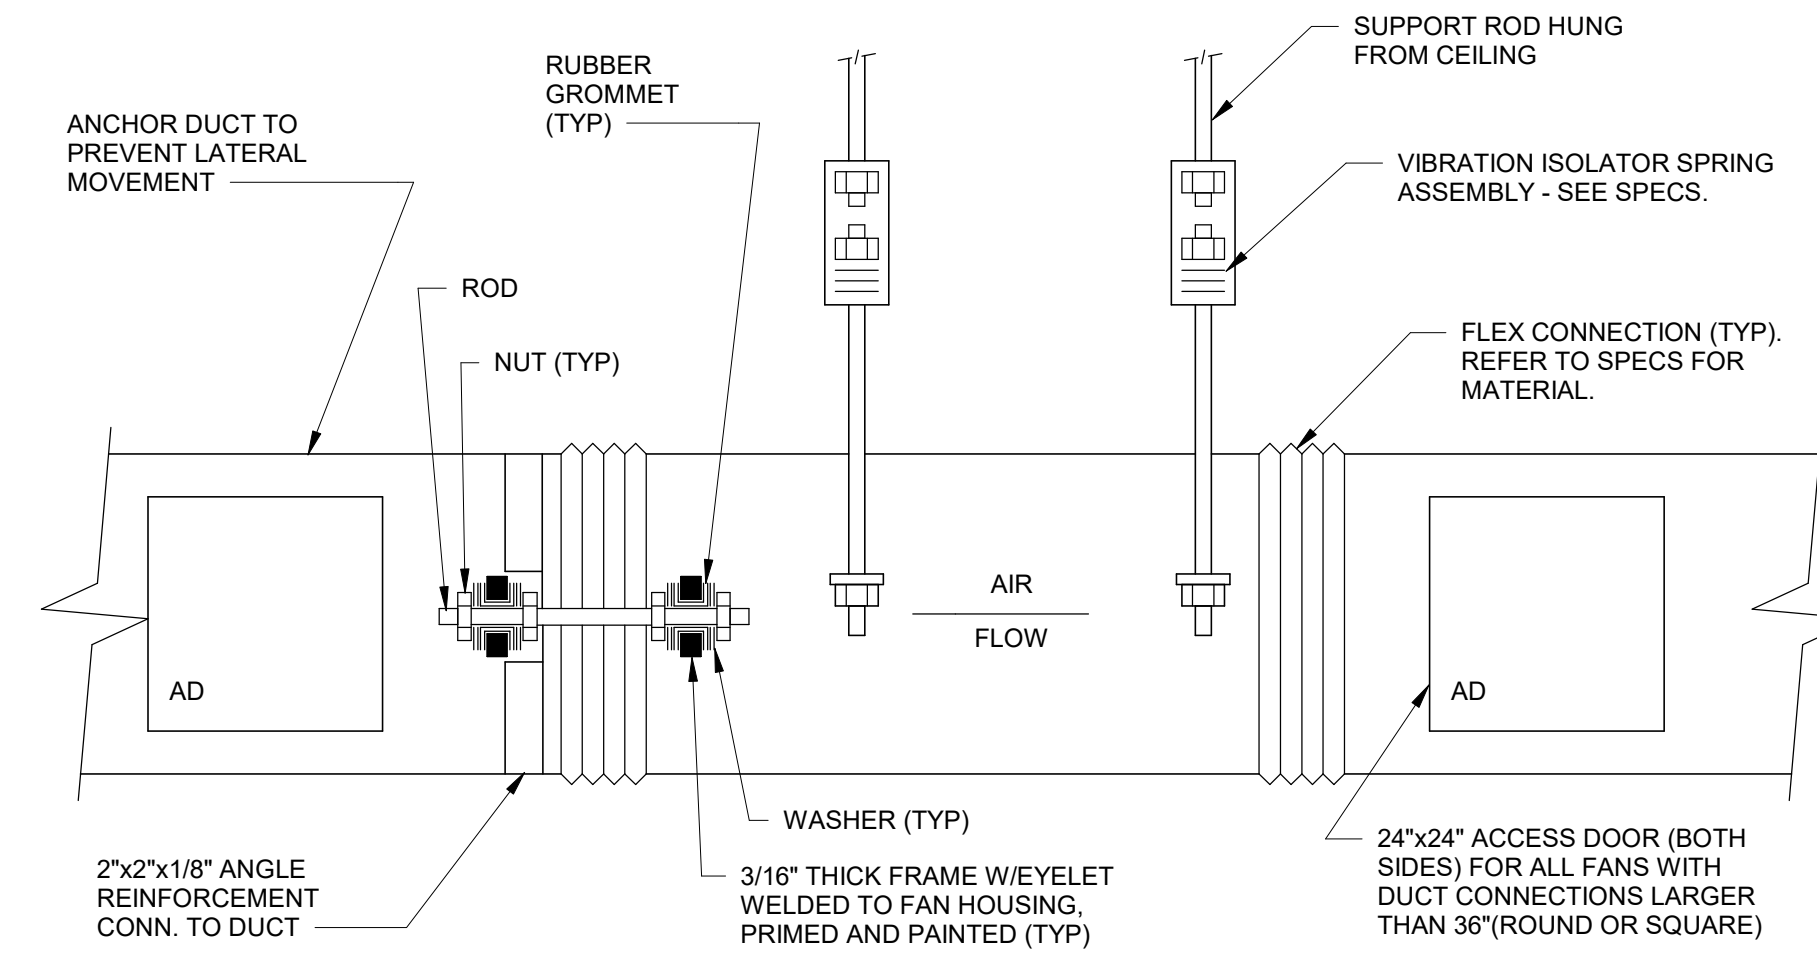 SUPPORT ROD HUNG
FROM CEILING
RUBBER
GROMMET
(TYP)
ANCHOR DUCT TO
PREVENT LATERAL
MOVEMENT
VIBRATION ISOLATOR SPRING
ASSEMBLY - SEE SPECS.
ROD
NUT (TYP)
FLEX CONNECTION (TYP).
REFER TO SPECS FOR
MATERIAL.
AIR
FLOW
AD
AD
WASHER (TYP)
2"x2"x1/8" ANGLE
REINFORCEMENT
CONN. TO DUCT
3/16" THICK FRAME W/EYELET
WELDED TO FAN HOUSING,
PRIMED AND PAINTED (TYP)
24"x24" ACCESS DOOR (BOTH
SIDES) FOR ALL FANS WITH
DUCT CONNECTIONS LARGER
THAN 36"(ROUND OR SQUARE)